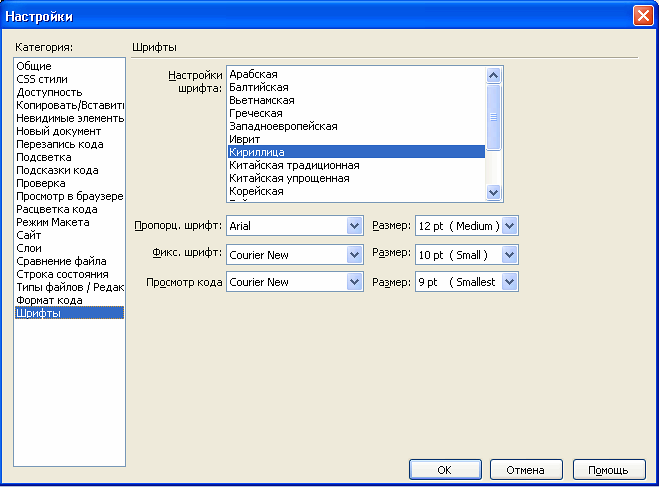 Настройки
Категория:
Общие
CSS стили
Доступность
Копировать/Вставить
Невидимые элементы
Новый документ
Перезапись кода
Подсветка
Подсказки кода
Проверка
Просмотр в браузере
Расцветка кода
Режим Макета
Сайт
Слои
Сравнение файла
Строка состояния
Типы файлов / Редак
Формат кода
Шрифты
Шрифты
Настройки
шрифта:
Арабская
Балтийская
Вьетнамская
Греческая
Западноевропейская
Иврит
Кириллица
Китайская традиционная
Китайская упрощенная
Корейская
Пропорц. шрифт: Arial Размер: 12 pt ( Medium )
Фикс. шрифт: Courier New Размер: 10 pt ( Small )
Просмотр кода Courier New Размер: 9 pt ( Smallest
OK Отмена Помощь